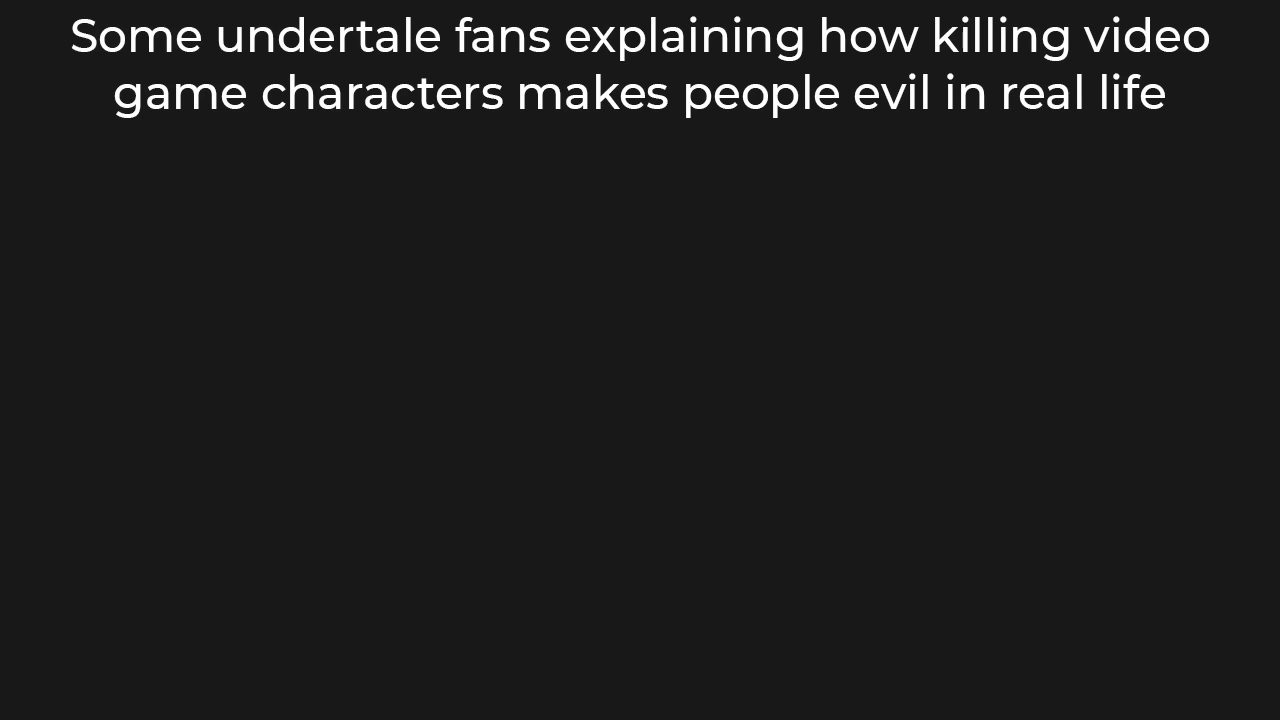 Some undertale fans explaining how killing video
game characters makes people evil in real life